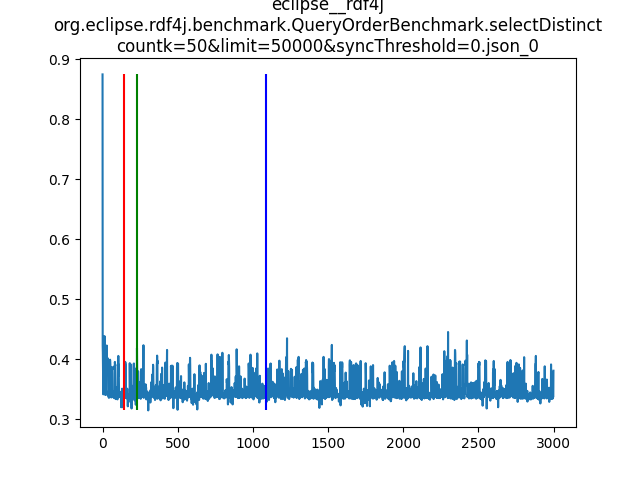 eclipse__rdf4j
org.eclipse.rdf4j.benchmark.QueryOrderBenchmark.selectDistinct
countk=50&limit=50000&syncThreshold=0.json_0
0.9
0.8
0.7
0.6
0.5
0.4
0.3
0 500 1000 1500 2000 2500 3000